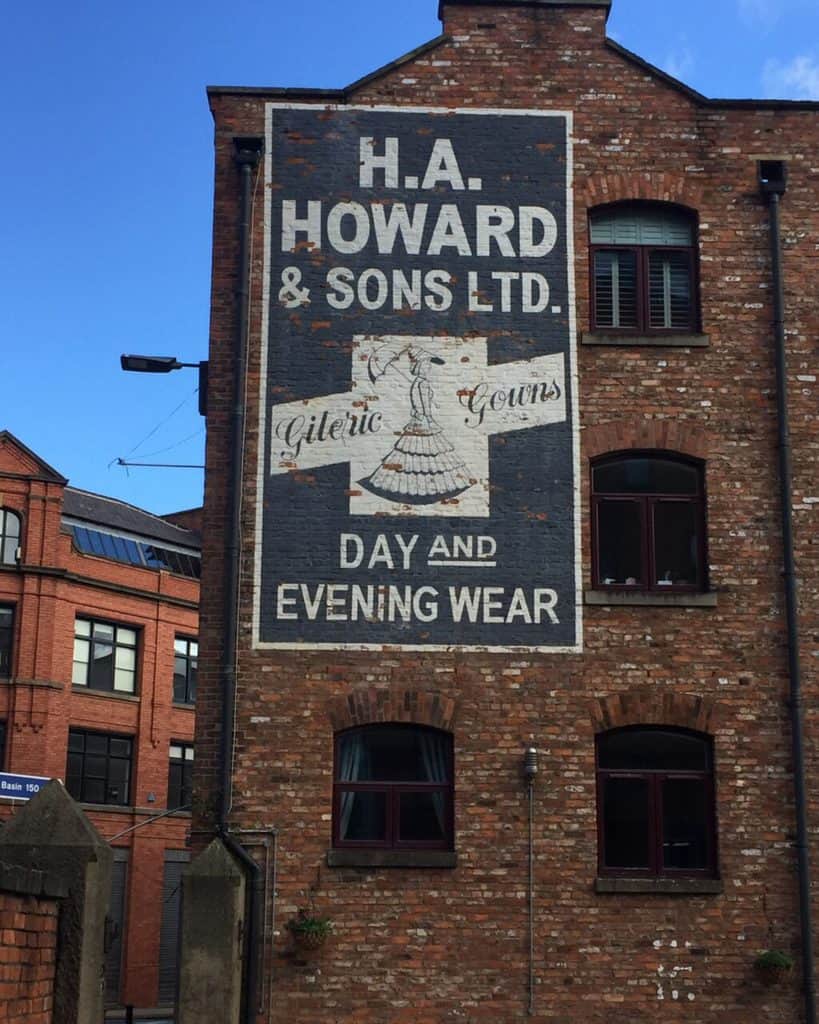 H.A.
HOWARD
& SONS LTD.
Gileric Gowns
DAY AND
EVENING WEAR
Basin 150